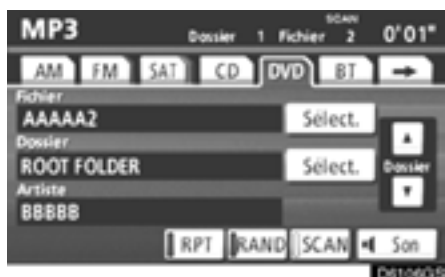 SCAN
MP3 Dossier 1 Fichier 2 0'01"
AM FM SAT CD DVD BT
Fichier
AAAAA2 Sélect.
Dossier
ROOT FOLDER Sélect. Dossier
Artiste
BBBBB
RPT RAND SCAN Son